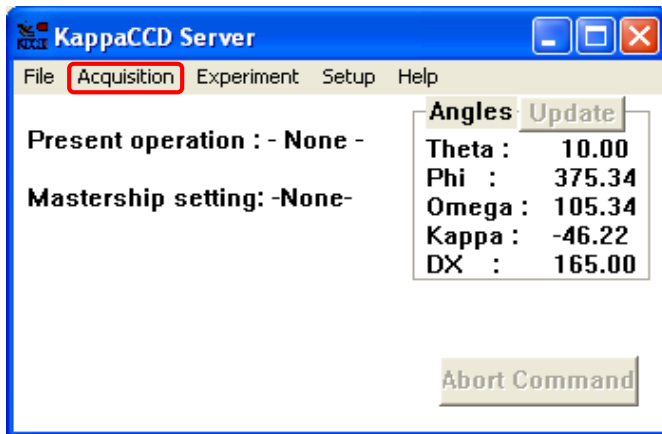 KappaCCD Server
File Acquisition Experiment Setup Help
Angles Update
Present operation : - None -
Theta : 10.00
Phi : 375.34
Mastership setting: -None-
Omega : 105.34
Kappa : -46.22
DX : 165.00
Abort Command